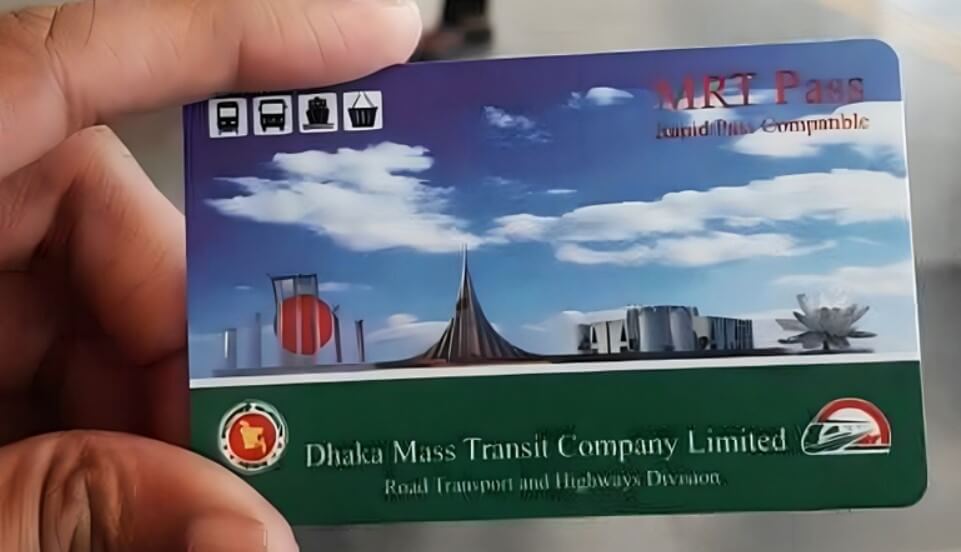 MRT Pass
Rapid Pass Compatible
Dhaka Mass Transit Company Limited
Road Transport and Highways Division